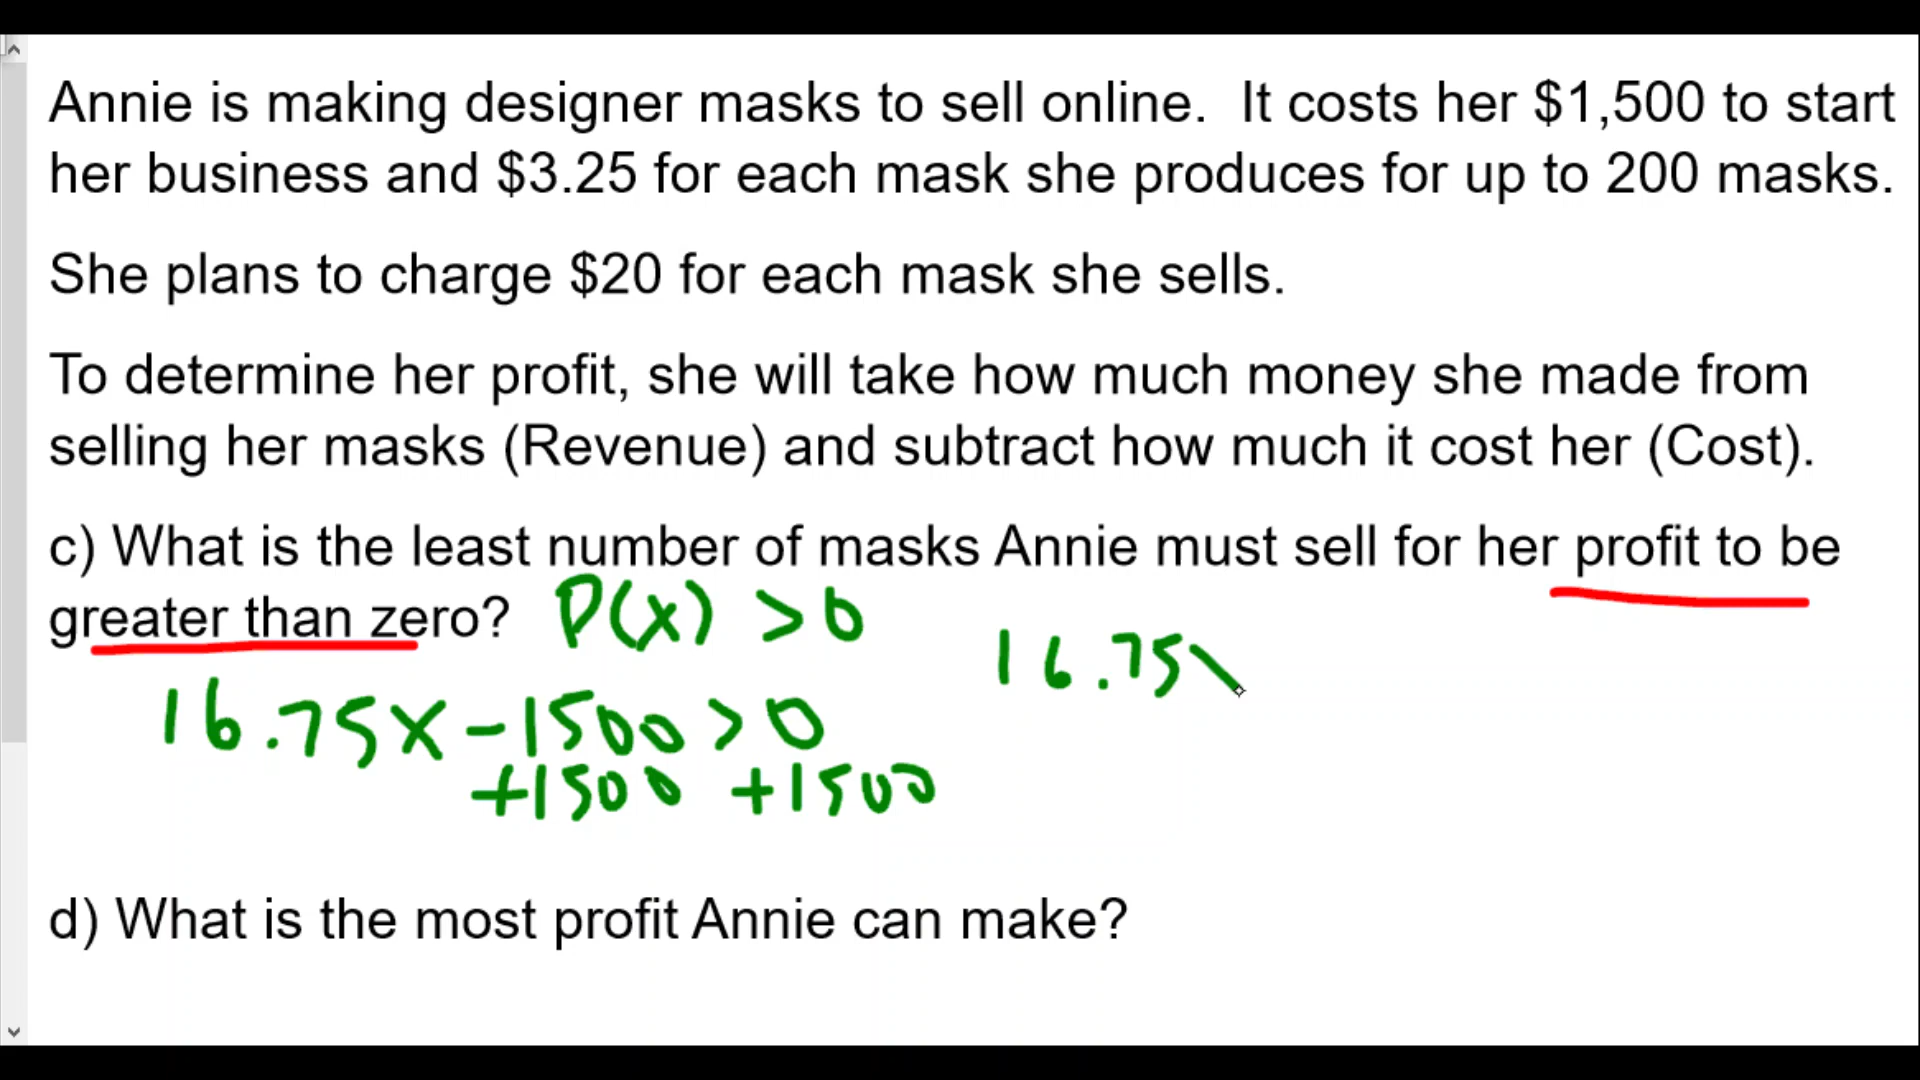 Annie is making designer masks to sell online. It costs her $1,500 to start
her business and $3.25 for each mask she produces for up to 200 masks.
She plans to charge $20 for each mask she sells.
To determine her profit, she will take how much money she made from
selling her masks (Revenue) and subtract how much it cost her (Cost).
c) What is the least number of masks Annie must sell for her profit to be
greater than zero? P(x) > 0
16.75x
16.75x - 1500 > 0
+1500 +1500
d) What is the most profit Annie can make?